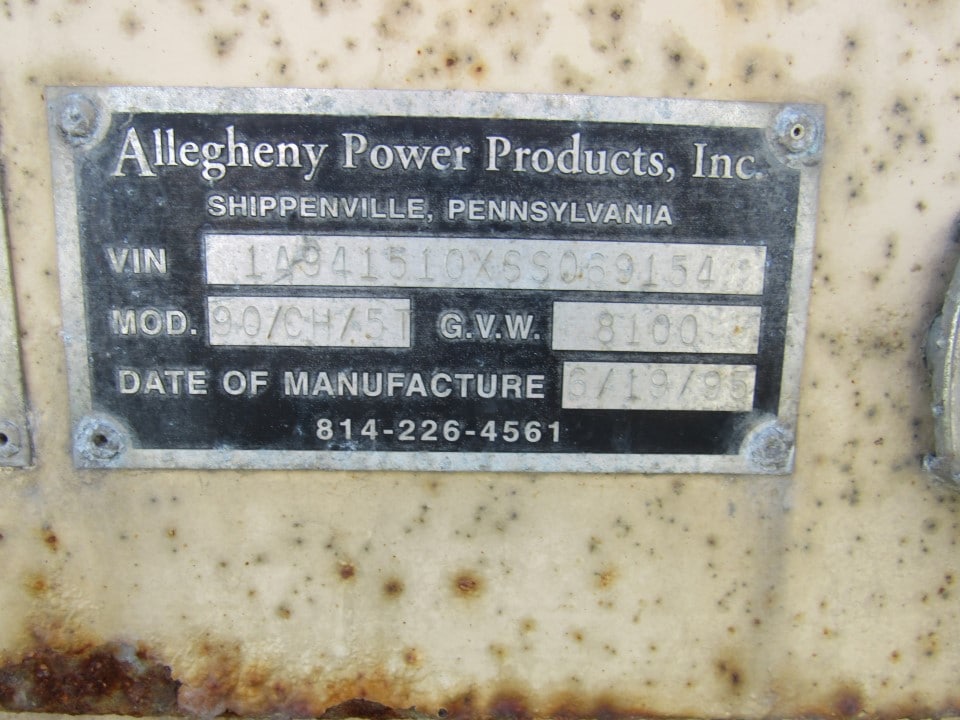 Allegheny Power Products, Inc.
SHIPPENVILLE, PENNSYLVANIA
VIN 1A941510X6S069154
MOD. 90/CH/5T G.V.W. 8100
DATE OF MANUFACTURE 6/19/95
814-226-4561